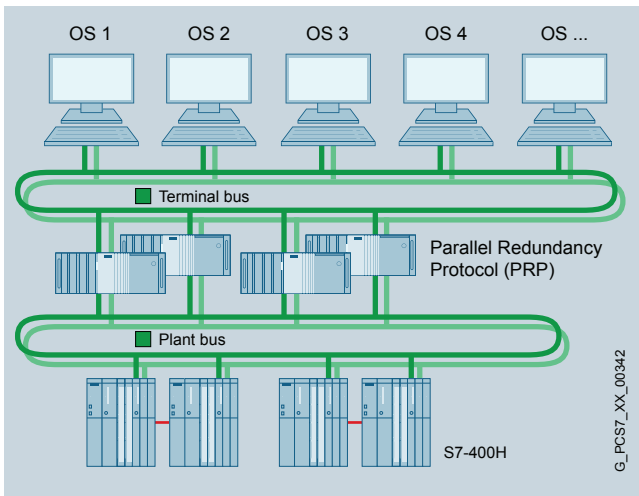 OS 1
OS 2
OS 3
OS 4
OS ...
Terminal bus
Parallel Redundancy
Protocol (PRP)
Plant bus
S7-400H
G_PCS7_XX_00342